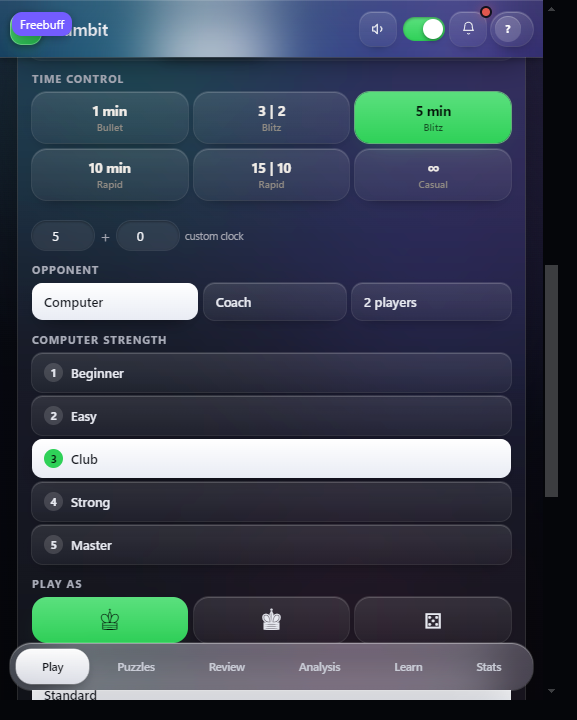 Freebuff
mbit
?
TIME CONTROL
1 min
Bullet
3 | 2
Blitz
5 min
Blitz
10 min
Rapid
15 | 10
Rapid
∞
Casual
5 + 0 custom clock
OPPONENT
Computer
Coach
2 players
COMPUTER STRENGTH
1 Beginner
2 Easy
3 Club
4 Strong
5 Master
PLAY AS
Play
Puzzles
Review
Analysis
Learn
Stats
Standard